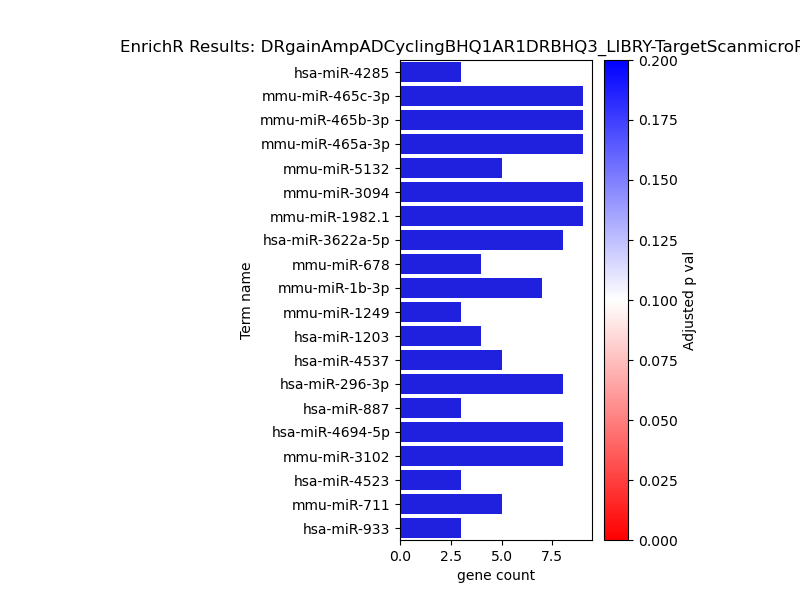 EnrichR Results: DRgainAmpADCyclingBHQ1AR1DRBHQ3_LIBRY-TargetScanmicroR
hsa-miR-4285
mmu-miR-465c-3p
mmu-miR-465b-3p
mmu-miR-465a-3p
mmu-miR-5132
mmu-miR-3094
mmu-miR-1982.1
hsa-miR-3622a-5p
mmu-miR-678
mmu-miR-1b-3p
mmu-miR-1249
hsa-miR-1203
hsa-miR-4537
hsa-miR-296-3p
hsa-miR-887
hsa-miR-4694-5p
mmu-miR-3102
hsa-miR-4523
mmu-miR-711
hsa-miR-933
Term name
0.0 2.5 5.0 7.5
gene count
0.200
0.175
0.150
0.125
0.100
0.075
0.050
0.025
0.000
Adjusted p val